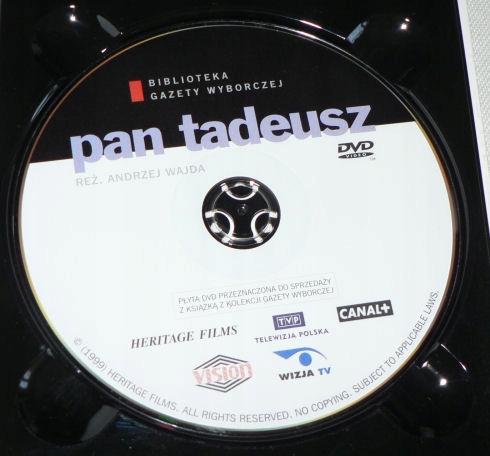 BIBLIOTEKA
GAZETY WYBORCZEJ
pan tadeusz
DVD
VIDEO
TM
REŻ. ANDRZEJ WAJDA
PŁYTA DVD PRZEZNACZONA DO SPRZEDAŻY
Z KSIĄŻKĄ Z KOLEKCJI GAZETY WYBORCZEJ
HERITAGE FILMS
TVP
TELEWIZJA POLSKA
CANAL+
VISION
WIZJA TV
© (1999) HERITAGE FILMS. ALL RIGHTS RESERVED. NO COPYING. SUBJECT TO APPLICABLE LAWS.